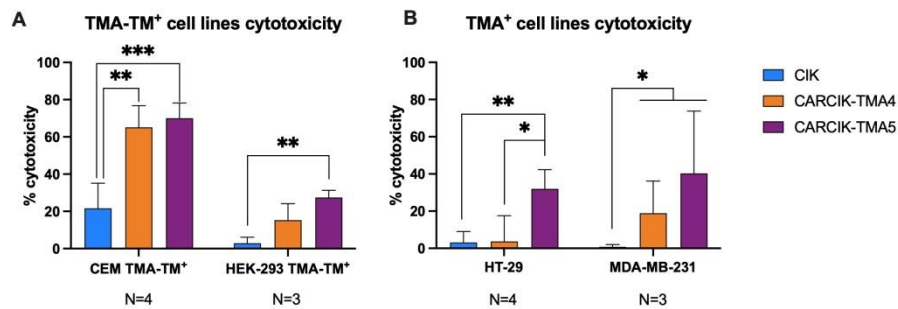 A
TMA-TM⁺ cell lines cytotoxicity
% cytotoxicity
100
80
60
40
20
0
***
**
**
CEM TMA-TM⁺
HEK-293 TMA-TM⁺
N=4
N=3
B
TMA⁺ cell lines cytotoxicity
% cytotoxicity
100
80
60
40
20
0
**
*
*
HT-29
MDA-MB-231
N=4
N=3
CIK
CARCIK-TMA4
CARCIK-TMA5